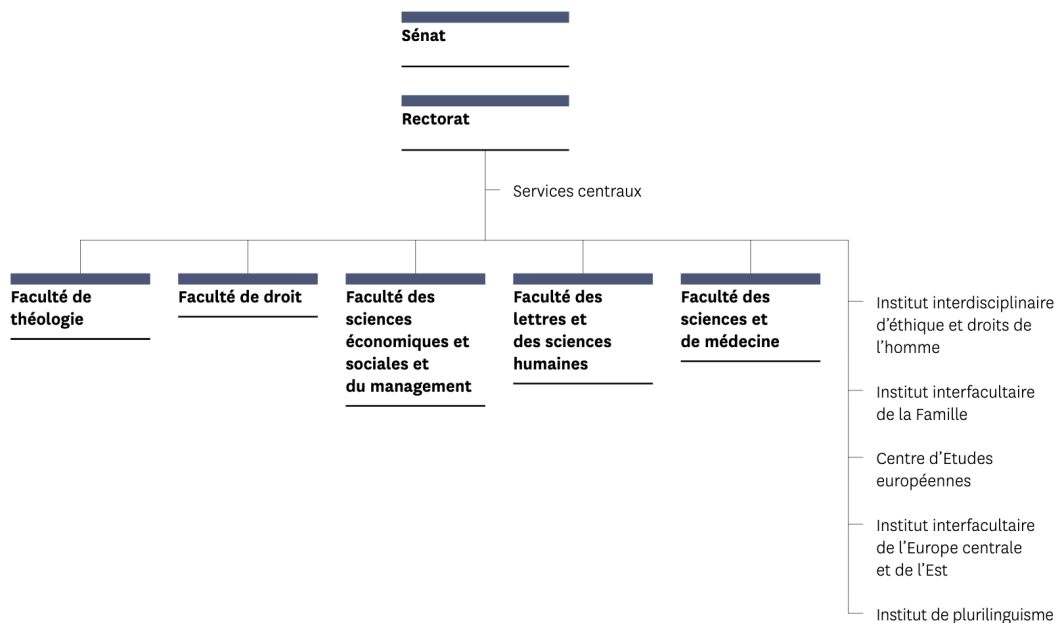 Sénat
Rectorat
Services centraux
Faculté de
théologie
Faculté de droit
Faculté des
sciences
économiques et
sociales et
du management
Faculté des
lettres et
des sciences
humaines
Faculté des
sciences et
de médecine
Institut interdisciplinaire
d’éthique et droits de
l’homme
Institut interfacultaire
de la Famille
Centre d’Etudes
européennes
Institut interfacultaire
de l’Europe centrale
et de l’Est
Institut de plurilinguisme